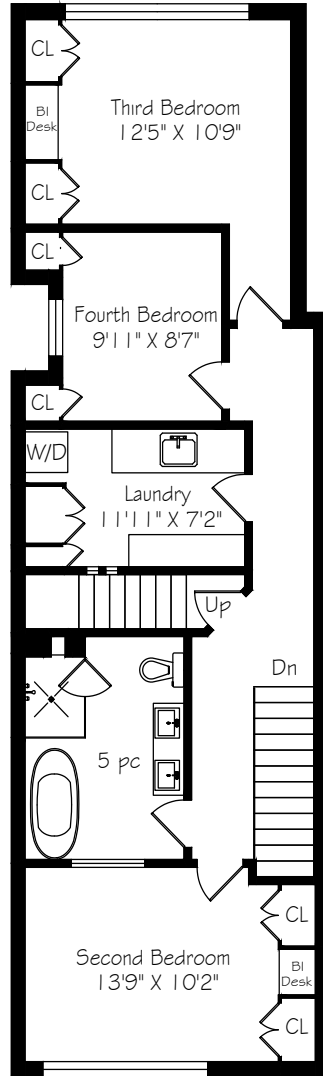 CL
BI
Desk
Third Bedroom
12'5" X 10'9"
CL
CL
Fourth Bedroom
9'11" X 8'7"
CL
W/D
Laundry
11'11" X 7'2"
Up
Dn
5 pc
Second Bedroom
13'9" X 10'2"
CL
BI
Desk
CL